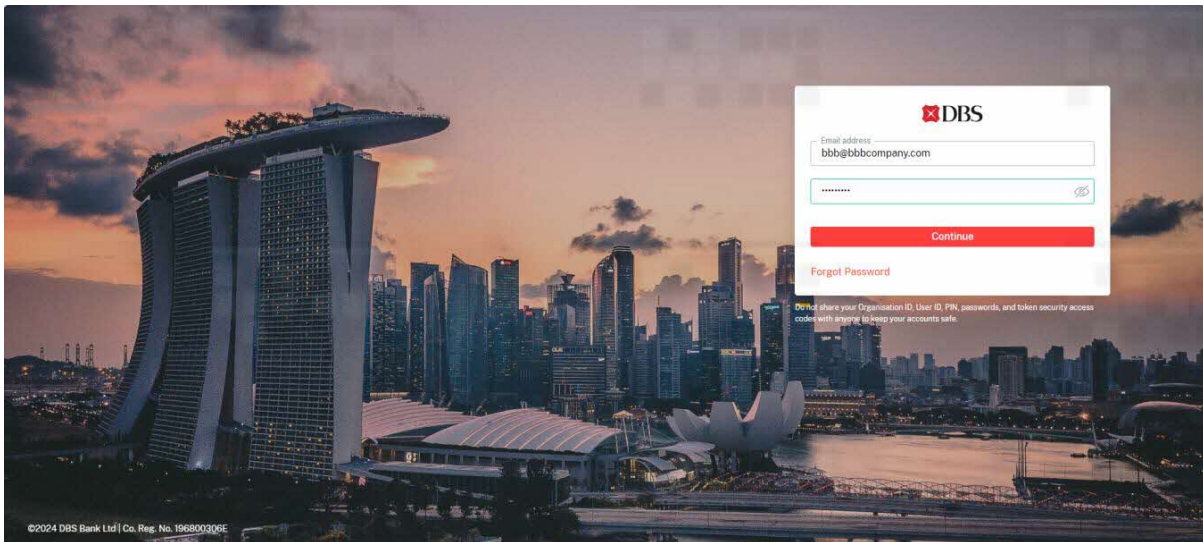 DBS
Email address
bbb@bbbcompany.com
•••••••••
Continue
Forgot Password
Do not share your Organisation ID, User ID, PIN, passwords, and token security access
codes with anyone to keep your accounts safe.
©2024 DBS Bank Ltd | Co. Reg. No. 196800306E